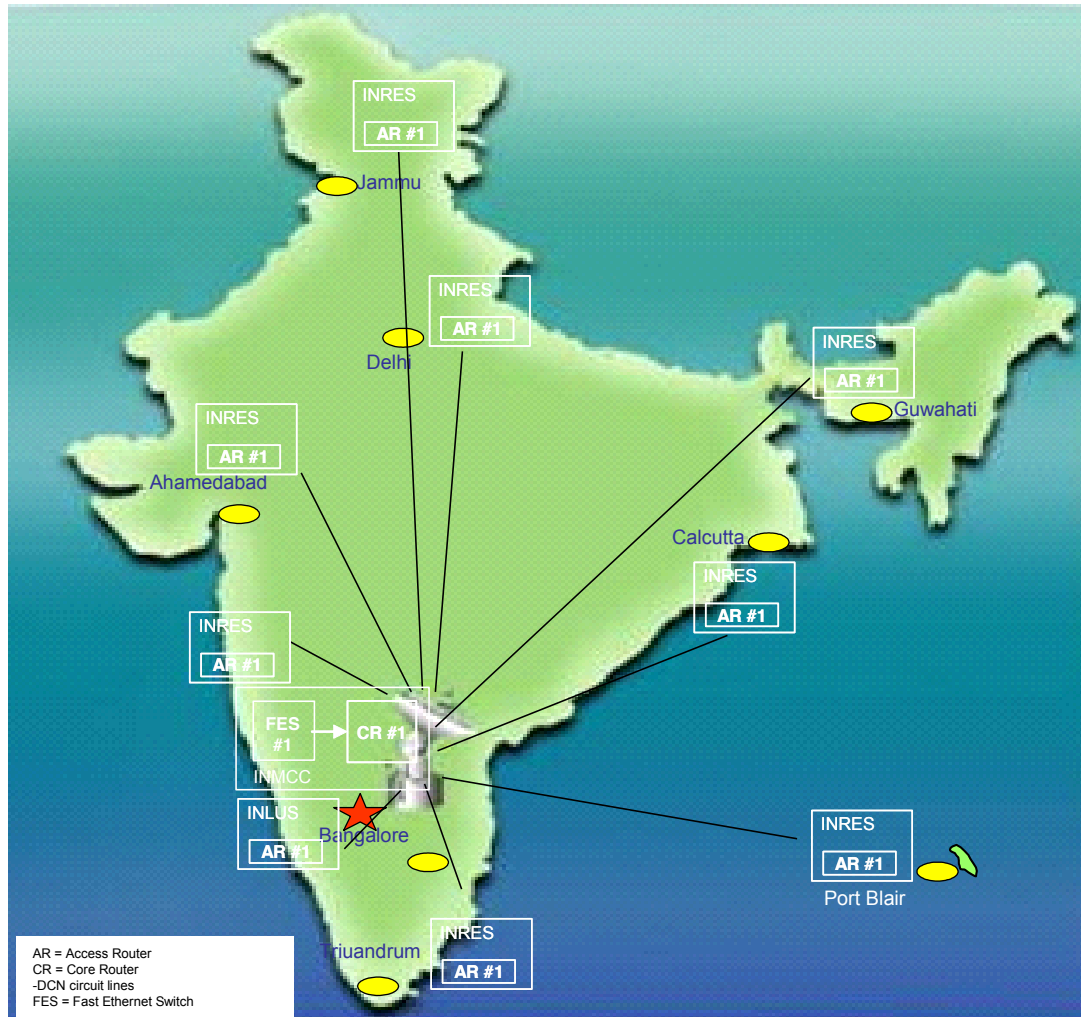 INRES
AR #1
Jammu
INRES
AR #1
Delhi
INRES
AR #1
Guwahati
INRES
AR #1
Ahamedabad
Calcutta
INRES
AR #1
INRES
AR #1
FES
#1
CR #1
INMCC
INLUS
Bangalore
AR #1
INRES
AR #1
Port Blair
INRES
Triuandrum
AR #1
AR = Access Router
CR = Core Router
-DCN circuit lines
FES = Fast Ethernet Switch